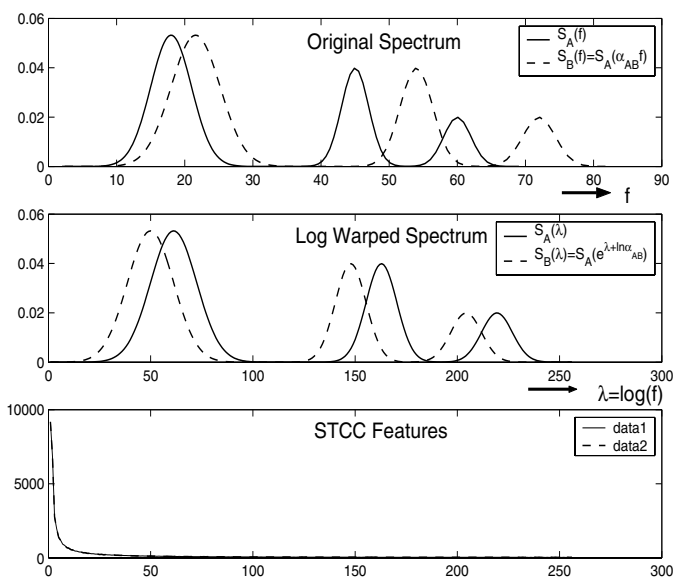 0.06
0.04
0.02
0
Original Spectrum
S_A(f)
S_B(f)=S_A(α_AB f)
0 10 20 30 40 50 60 70 80 90
f
0.06
0.04
0.02
0
Log Warped Spectrum
S_A(λ)
S_B(λ)=S_A(e^{λ+lnα_AB})
0 50 100 150 200 250 300
λ=log(f)
10000
5000
0
STCC Features
data1
data2
0 50 100 150 200 250 300